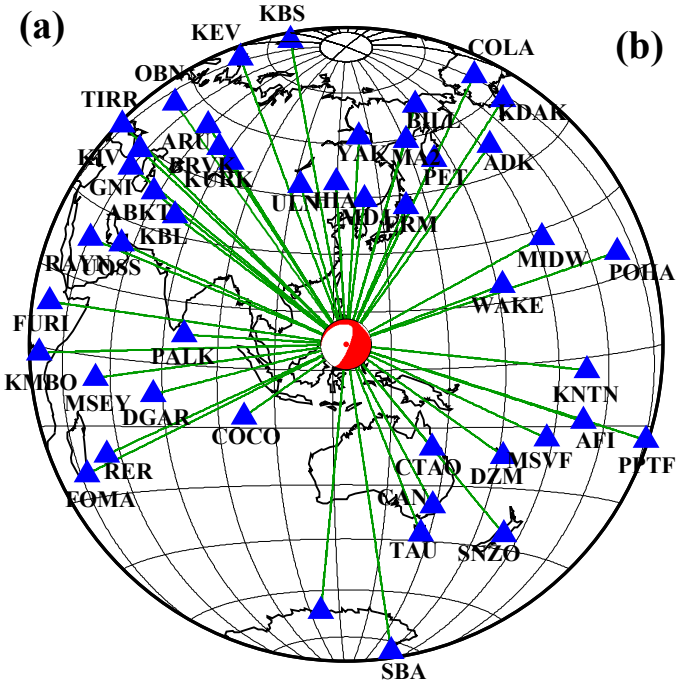 (a)
KBS
KEV
(b)
COLA
OBN
TIRR
BILL
KDAK
ARU
KIV
YAK
MA2
BRVK
ADK
GNI
KURK
PET
ULN
HIA
ABKT
MDJ
ERM
KBL
RAYN
UOSS
MIDW
POHA
WAKE
FURI
PALK
KMBO
MSEY
DGAR
KNTN
COCO
AFI
CTAO
MSVF
PPTF
RER
DZM
FOMA
CAN
TAU
SNZO
SBA